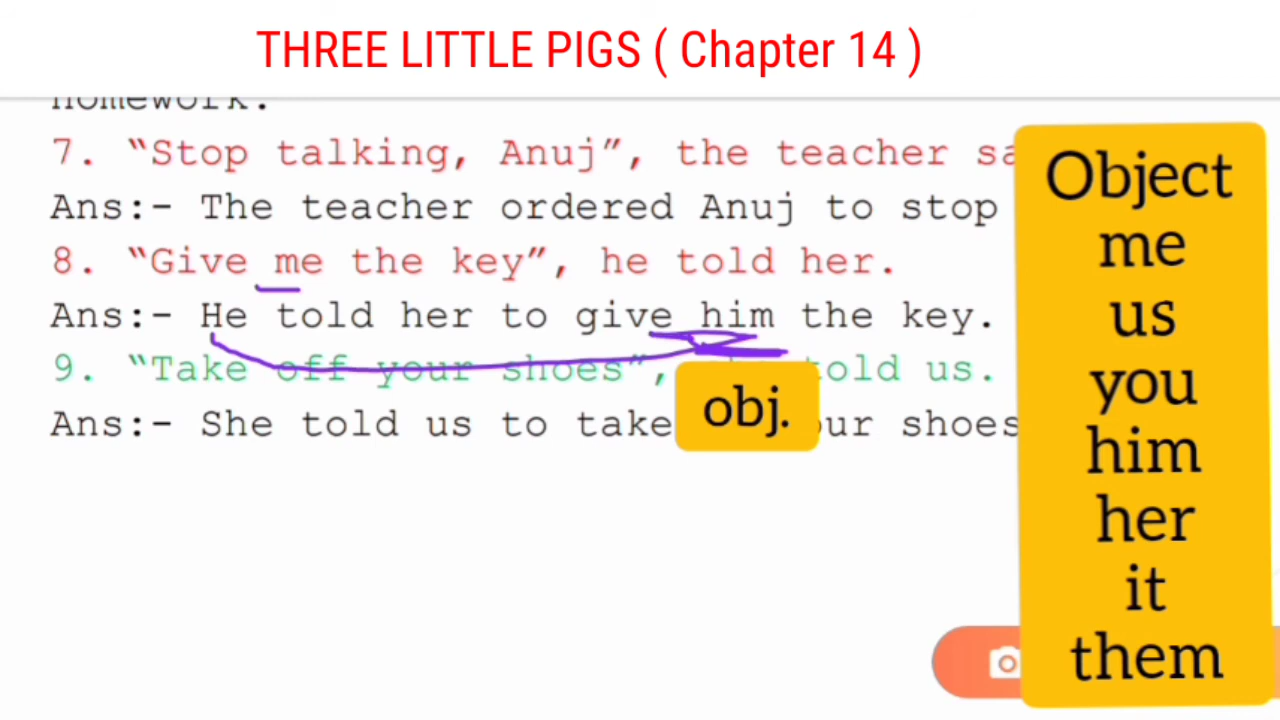 THREE LITTLE PIGS ( Chapter 14 )
homework.
7. “Stop talking, Anuj”, the teacher
Ans:- The teacher ordered Anuj to stop
8. “Give me the key”, he told her.
Ans:- He told her to give him the key.
9. “Take off your shoes”, told us.
Ans:- She told us to take shoes
obj.
Object
me
us
you
him
her
it
them